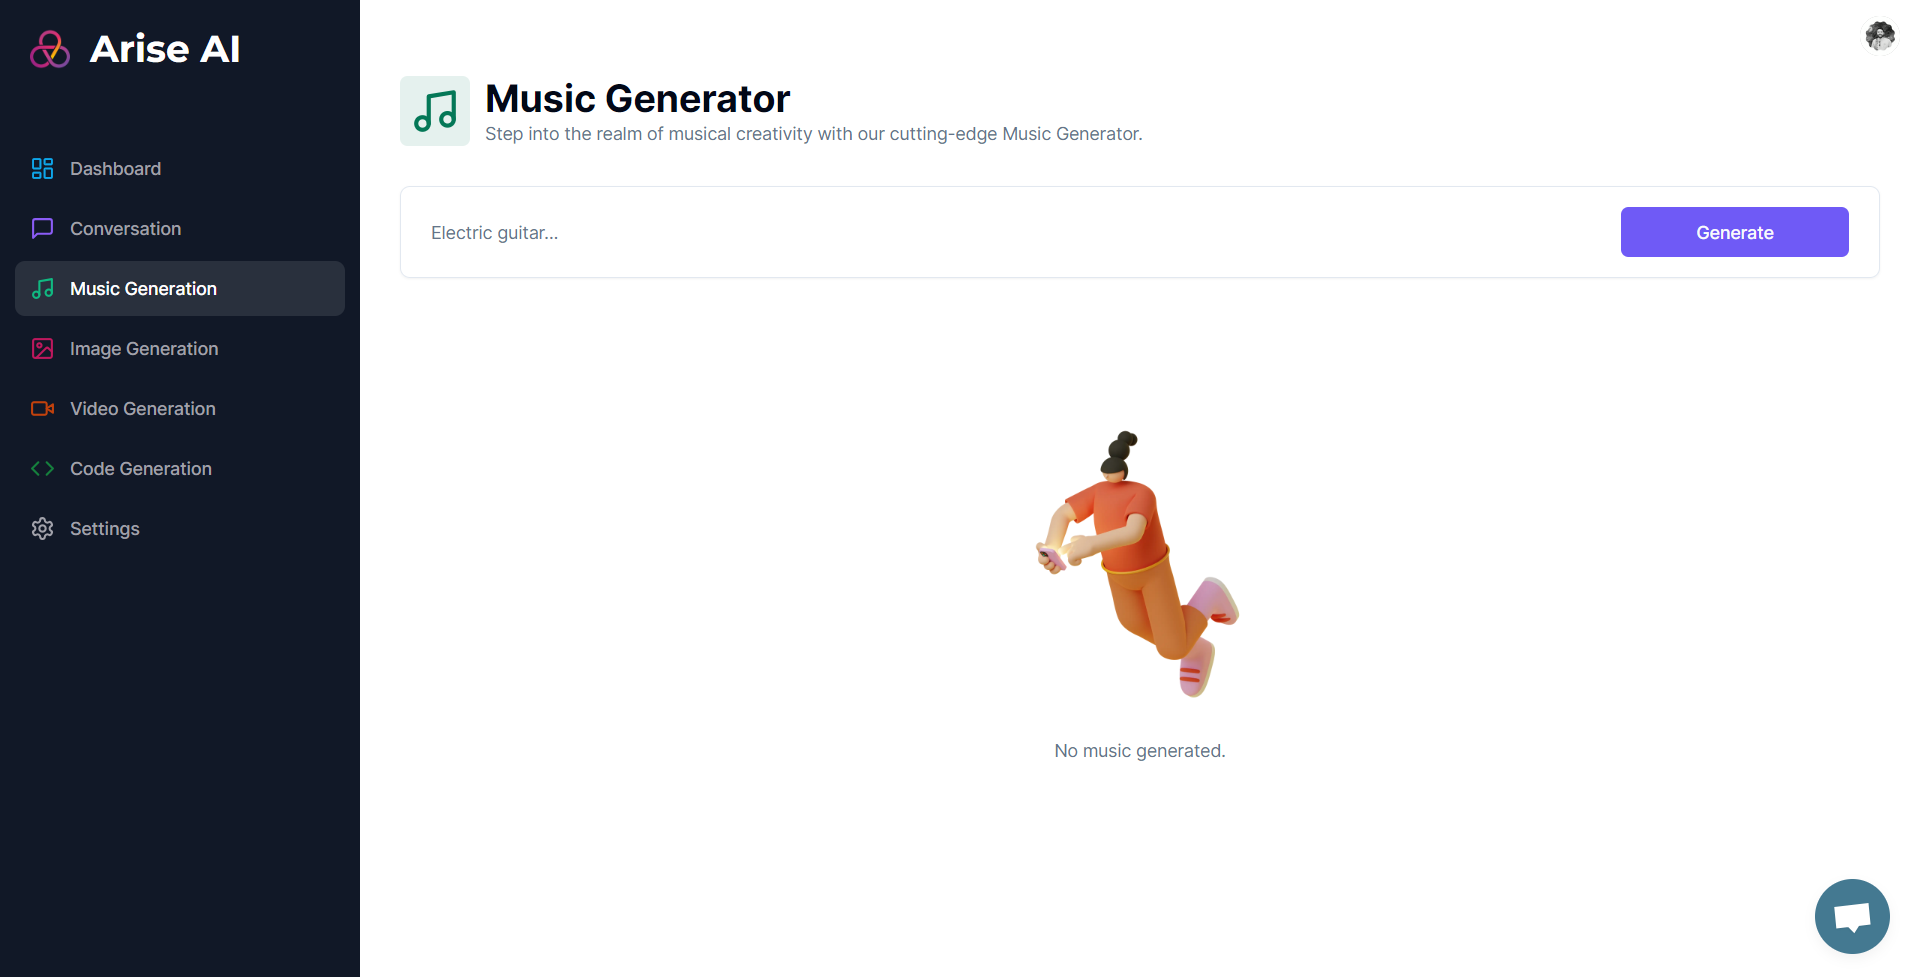 Arise AI
Dashboard
Conversation
Music Generation
Image Generation
Video Generation
Code Generation
Settings
Music Generator
Step into the realm of musical creativity with our cutting-edge Music Generator.
Electric guitar...
Generate
No music generated.